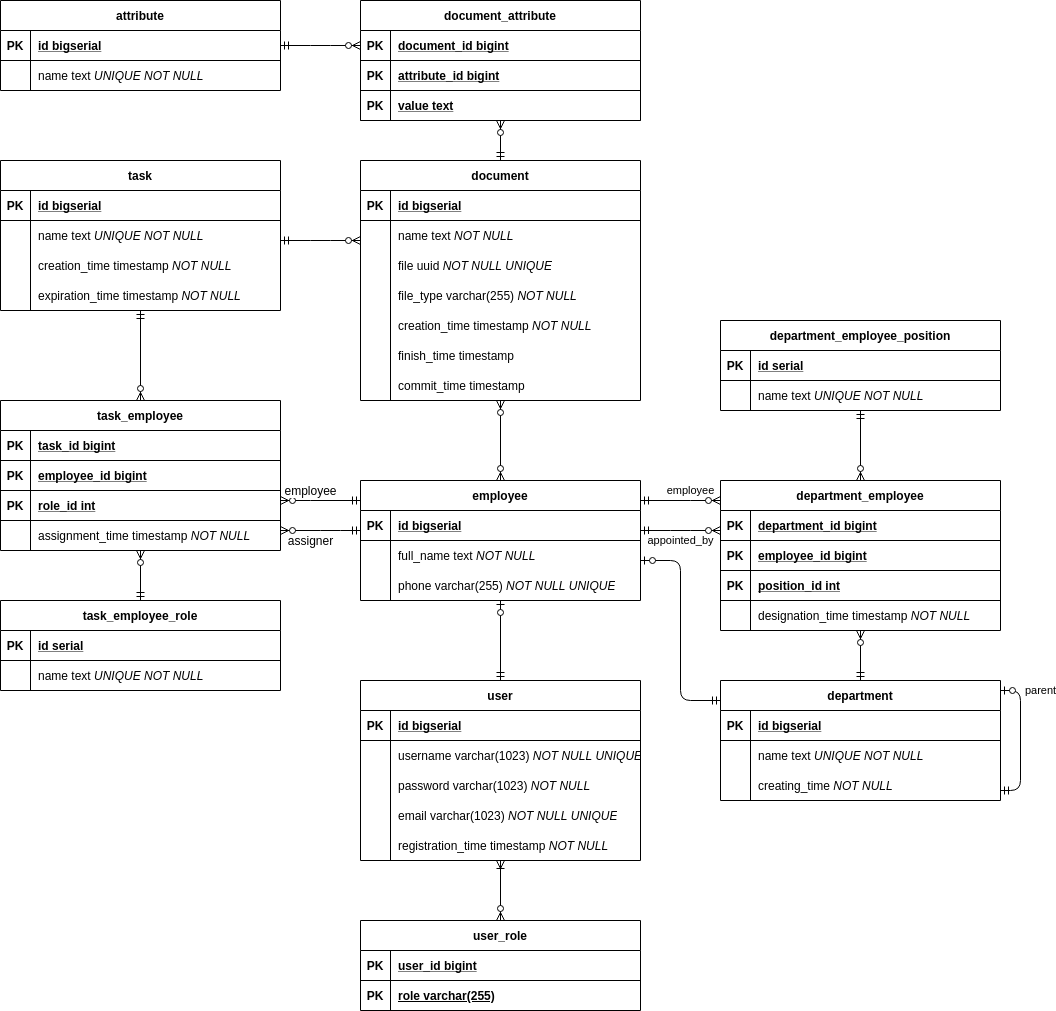 attribute
PK id bigserial
name text UNIQUE NOT NULL
document_attribute
PK document_id bigint
PK attribute_id bigint
PK value text
task
PK id bigserial
name text UNIQUE NOT NULL
creation_time timestamp NOT NULL
expiration_time timestamp NOT NULL
document
PK id bigserial
name text NOT NULL
file uuid NOT NULL UNIQUE
file_type varchar(255) NOT NULL
creation_time timestamp NOT NULL
finish_time timestamp
commit_time timestamp
department_employee_position
PK id serial
name text UNIQUE NOT NULL
task_employee
PK task_id bigint
PK employee_id bigint
PK role_id int
assignment_time timestamp NOT NULL
employee
assigner
employee
PK id bigserial
full_name text NOT NULL
phone varchar(255) NOT NULL UNIQUE
employee
appointed_by
department_employee
PK department_id bigint
PK employee_id bigint
PK position_id int
designation_time timestamp NOT NULL
task_employee_role
PK id serial
name text UNIQUE NOT NULL
user
PK id bigserial
username varchar(1023) NOT NULL UNIQUE
password varchar(1023) NOT NULL
email varchar(1023) NOT NULL UNIQUE
registration_time timestamp NOT NULL
department
PK id bigserial
name text UNIQUE NOT NULL
creating_time NOT NULL
parent
user_role
PK user_id bigint
PK role varchar(255)